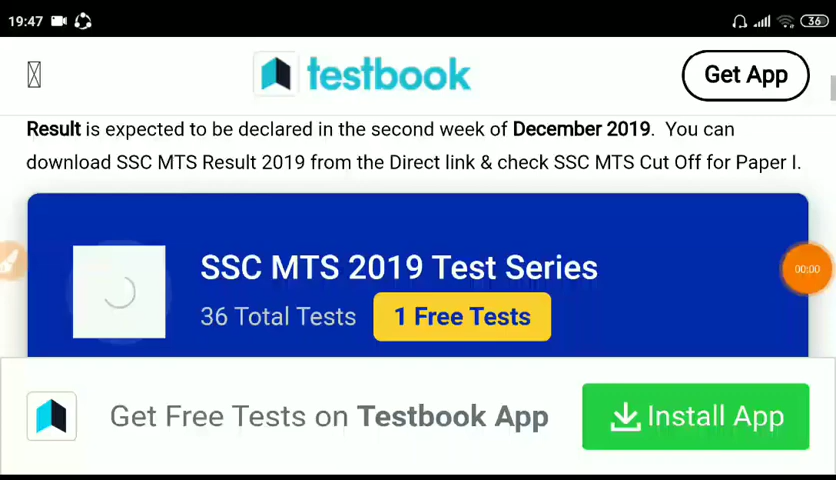 19:47
36
testbook
Get App
Result is expected to be declared in the second week of December 2019. You can
download SSC MTS Result 2019 from the Direct link & check SSC MTS Cut Off for Paper I.
SSC MTS 2019 Test Series
36 Total Tests
1 Free Tests
00:00
Get Free Tests on Testbook App
Install App